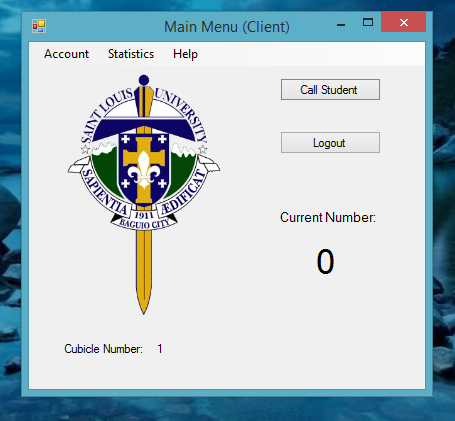 Main Menu (Client)
Account Statistics Help
SAINT LOUIS UNIVERSITY
SAPIENTIA ÆDIFICAT
1911
BAGUIO CITY
Call Student
Logout
Current Number:
0
Cubicle Number: 1